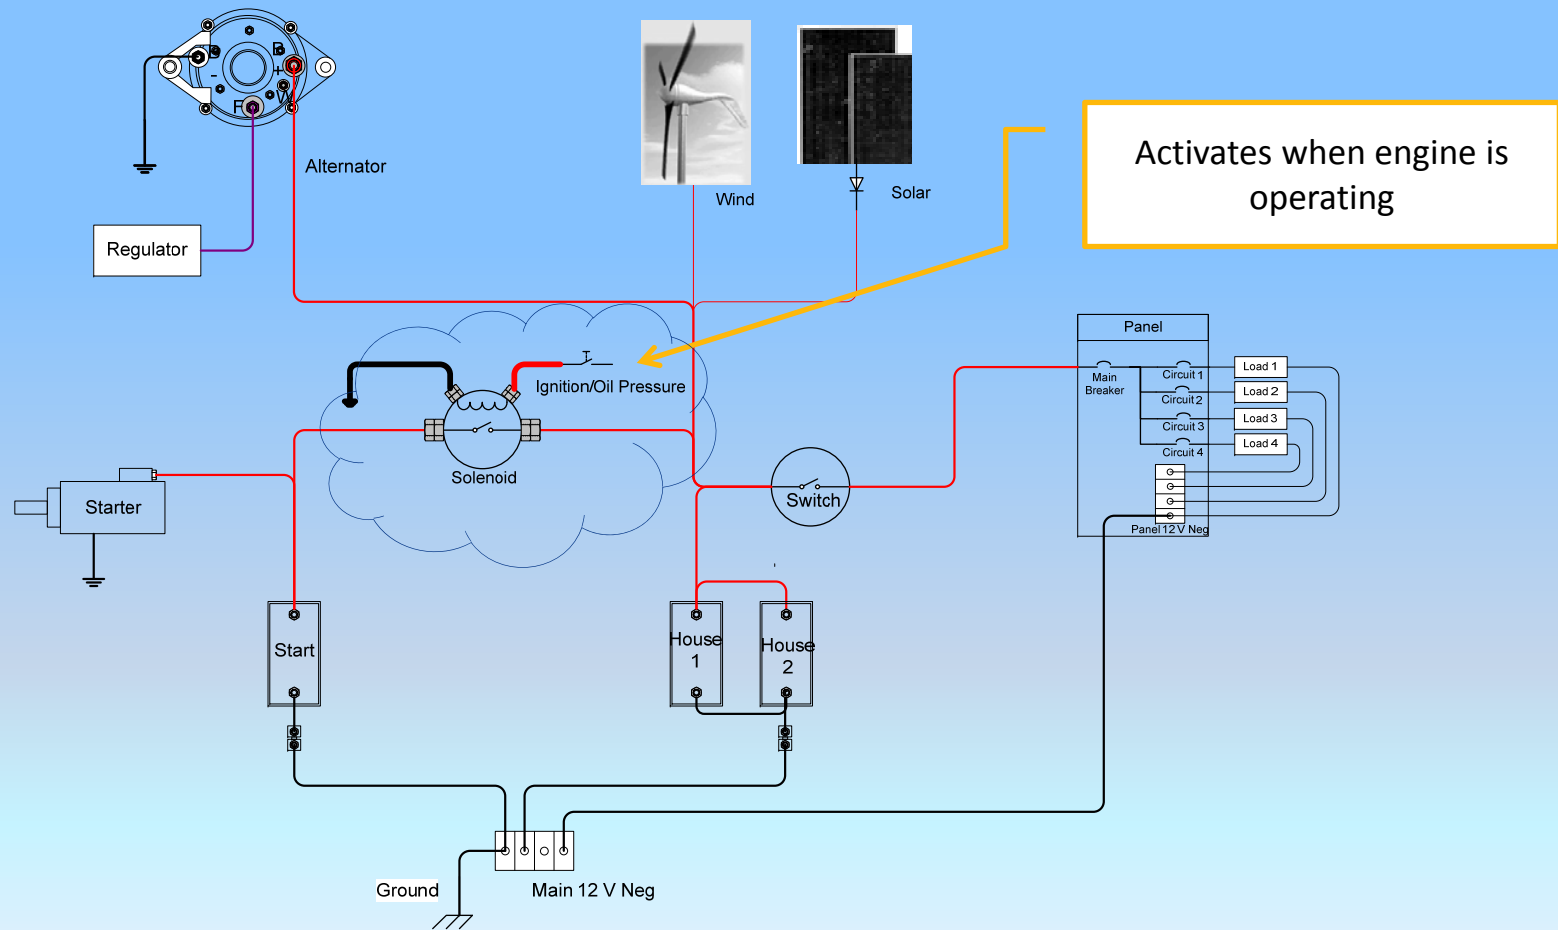 B
+
-
W
F
Alternator
Regulator
Wind
Solar
Activates when engine is
operating
Ignition/Oil Pressure
Solenoid
Starter
Switch
Panel
Main
Breaker
Circuit 1
Circuit 2
Circuit 3
Circuit 4
Load 1
Load 2
Load 3
Load 4
Panel 12 V Neg
Start
House
1
House
2
Ground
Main 12 V Neg